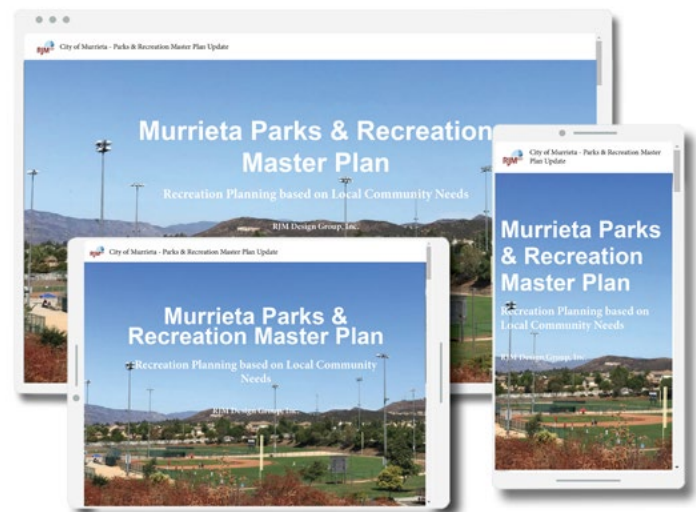 RJM
City of Murrieta - Parks & Recreation Master Plan Update
Murrieta Parks & Recreation
Master Plan
Recreation Planning based on Local Community Needs
RJM Design Group, Inc.
RJM
City of Murrieta - Parks & Recreation Master Plan Update
Murrieta Parks &
Recreation Master Plan
Recreation Planning based on Local Community
Needs
RJM Design Group, Inc.
RJM
City of Murrieta - Parks & Recreation Master
Plan Update
Murrieta Parks
& Recreation
Master Plan
Recreation Planning based on
Local Community Needs
RJM Design Group, Inc.